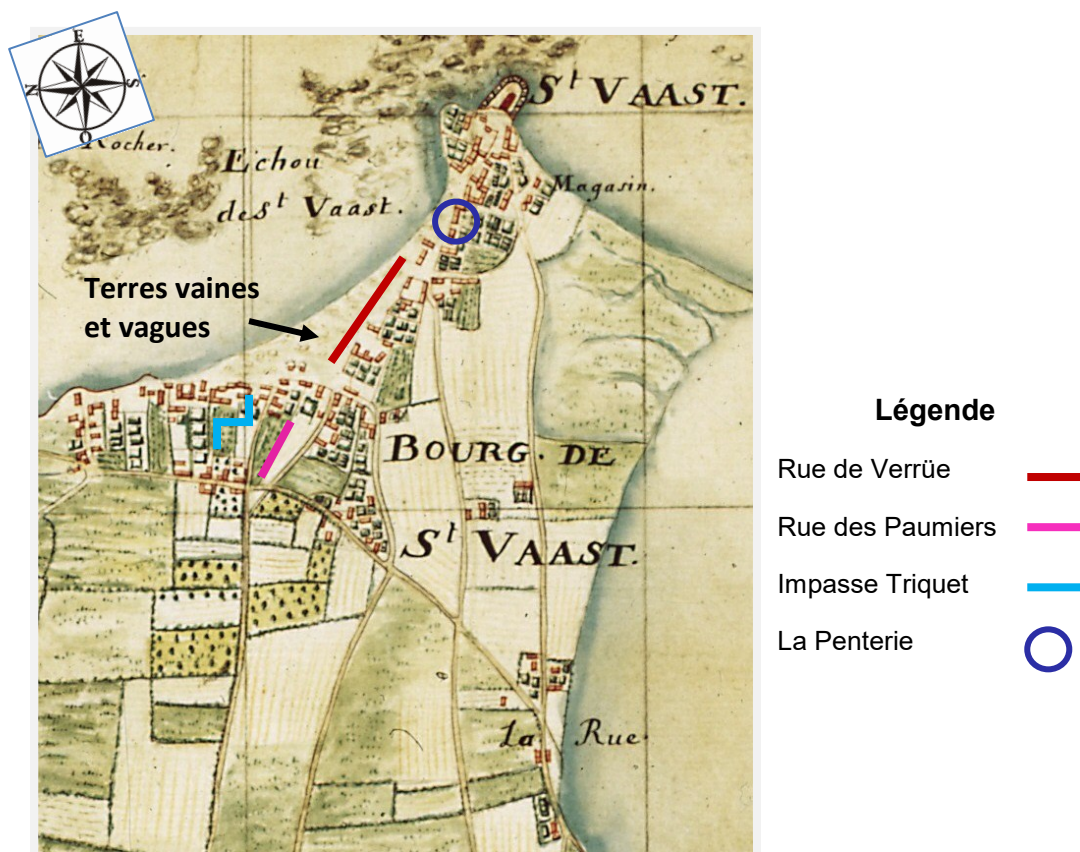 E
N
S
O
St VAAST.
Rocher.
Echou
de St Vaast.
Magasin.
Terres vaines
et vagues
BOURG. DE
St VAAST.
La Rue.
Légende
Rue de Verrüe
Rue des Paumiers
Impasse Triquet
La Penterie